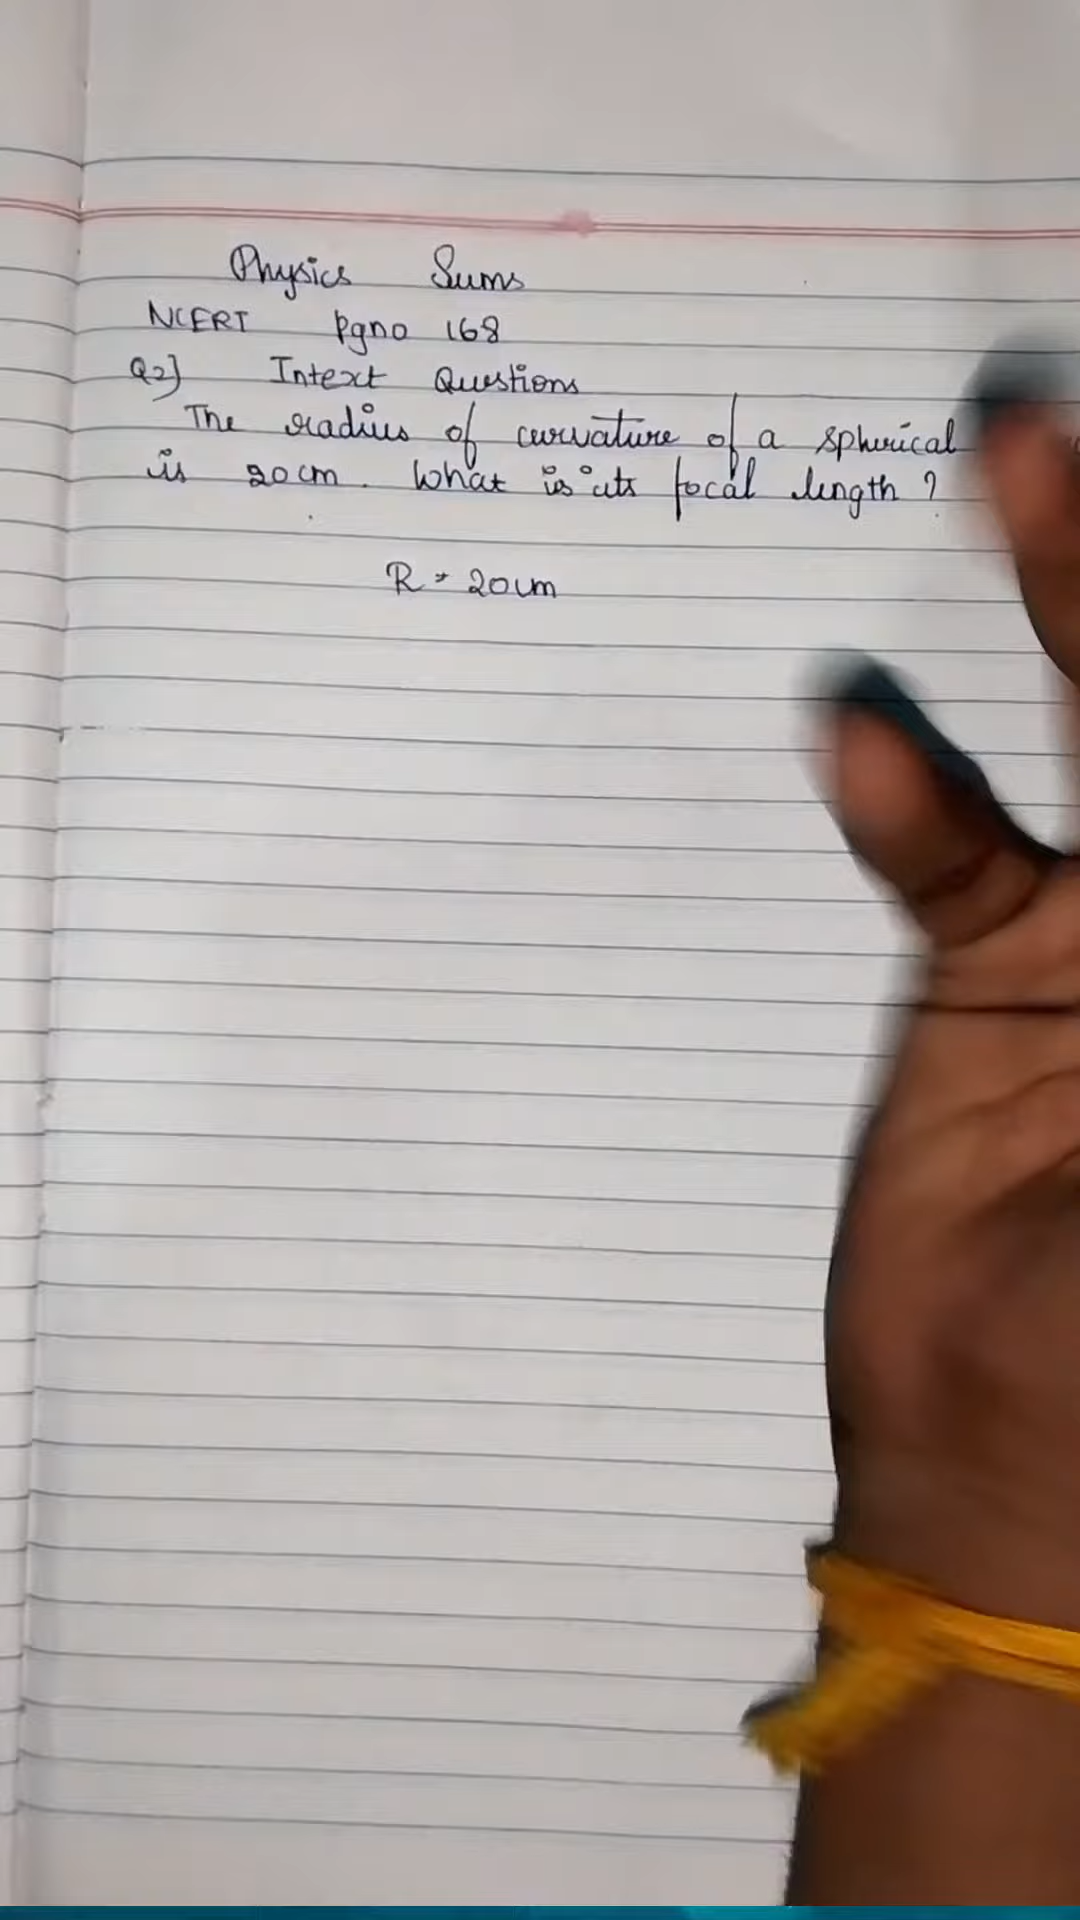 Physics Sums
NCERT Pgno 168
Q2] Intext Questions
The radius of curvature of a spherical
is 20cm. What is its focal length?
R = 20cm